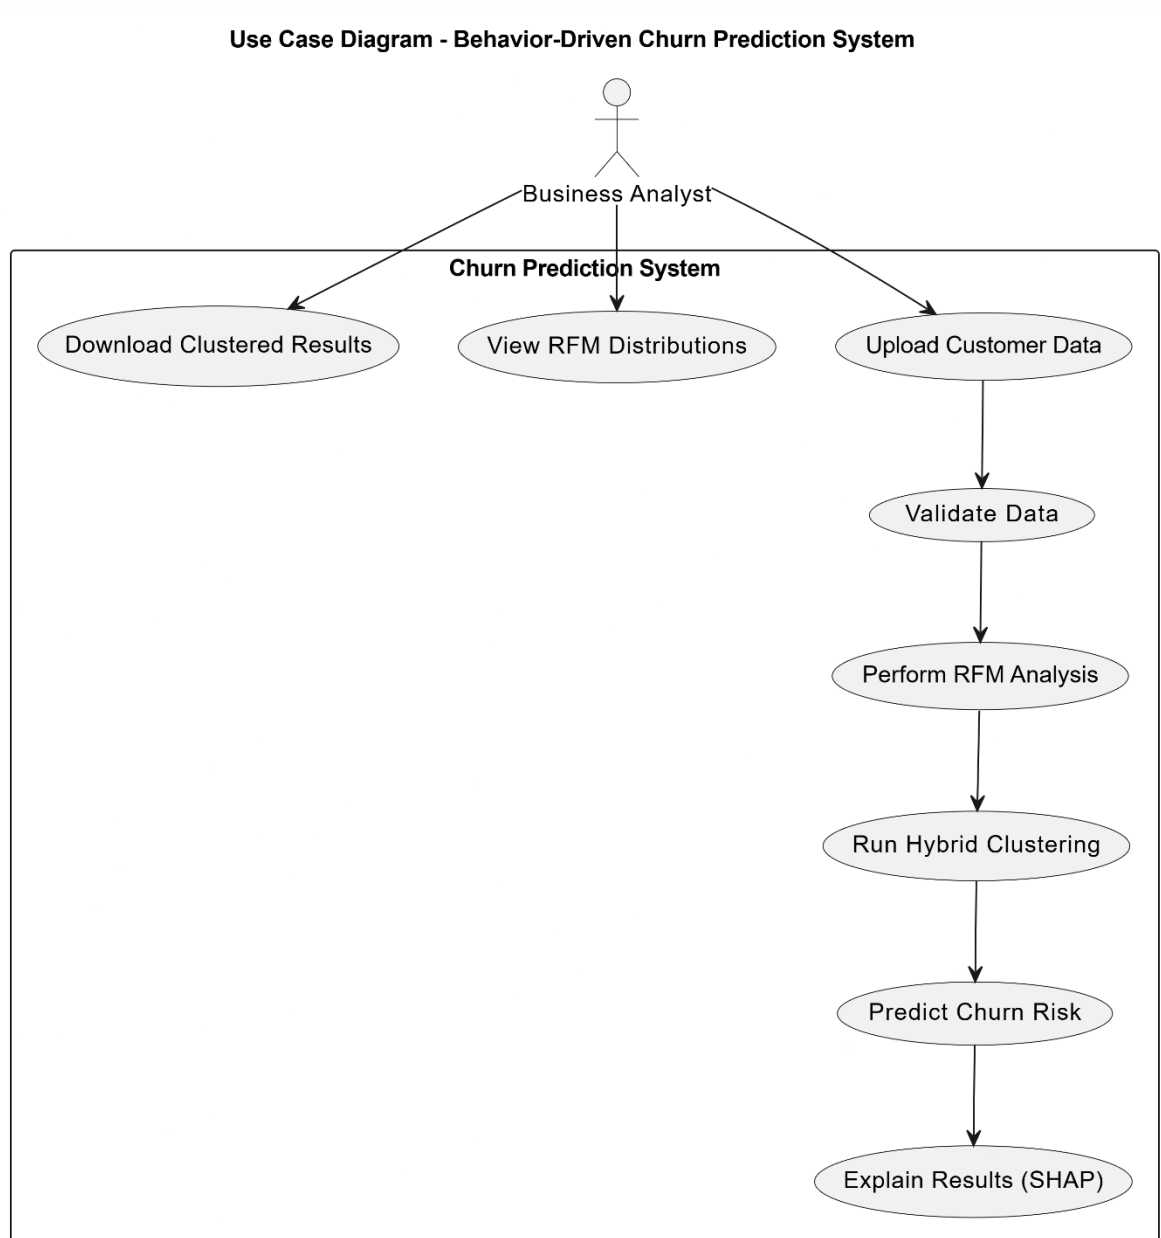 Use Case Diagram - Behavior-Driven Churn Prediction System
Business Analyst
Churn Prediction System
Download Clustered Results
View RFM Distributions
Upload Customer Data
Validate Data
Perform RFM Analysis
Run Hybrid Clustering
Predict Churn Risk
Explain Results (SHAP)